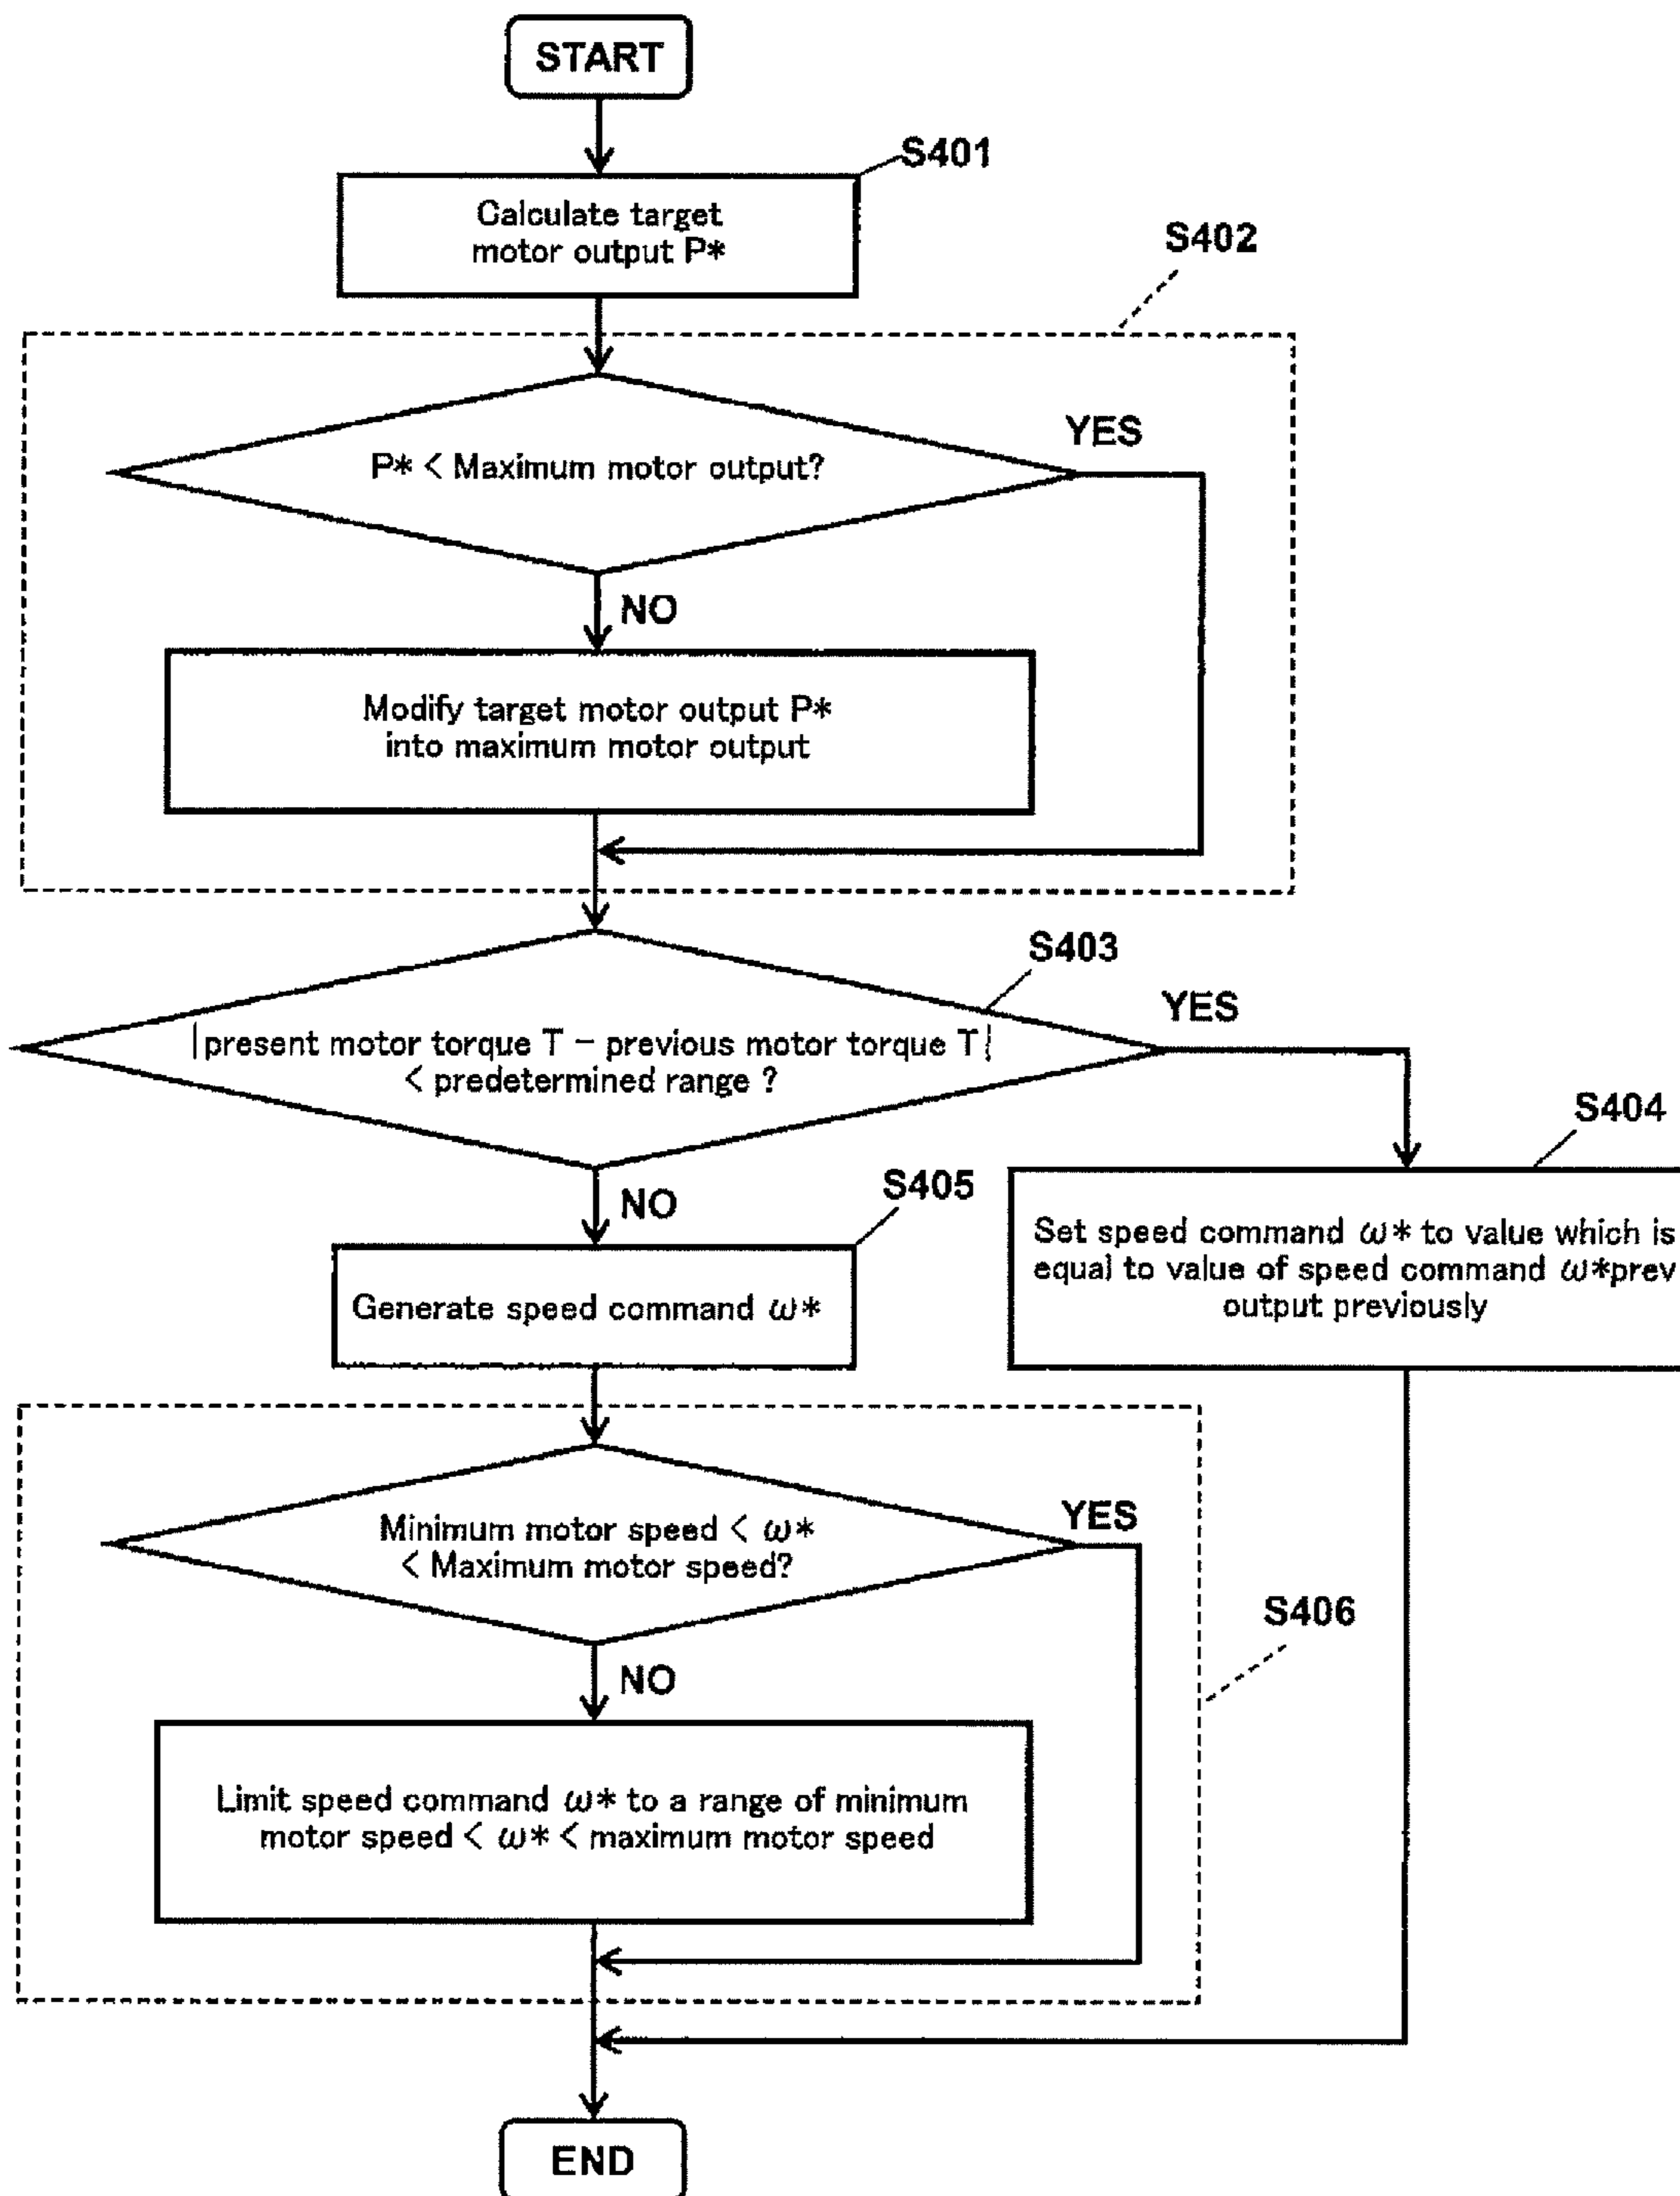 START
S401
Calculate target
motor output P*
S402
P* < Maximum motor output?
YES
NO
Modify target motor output P*
into maximum motor output
S403
|present motor torque T − previous motor torque T|
< predetermined range ?
YES
NO
S404
Set speed command ω* to value which is
equal to value of speed command ω*prev
output previously
S405
Generate speed command ω*
Minimum motor speed < ω*
< Maximum motor speed?
YES
NO
S406
Limit speed command ω* to a range of minimum
motor speed < ω* < maximum motor speed
END